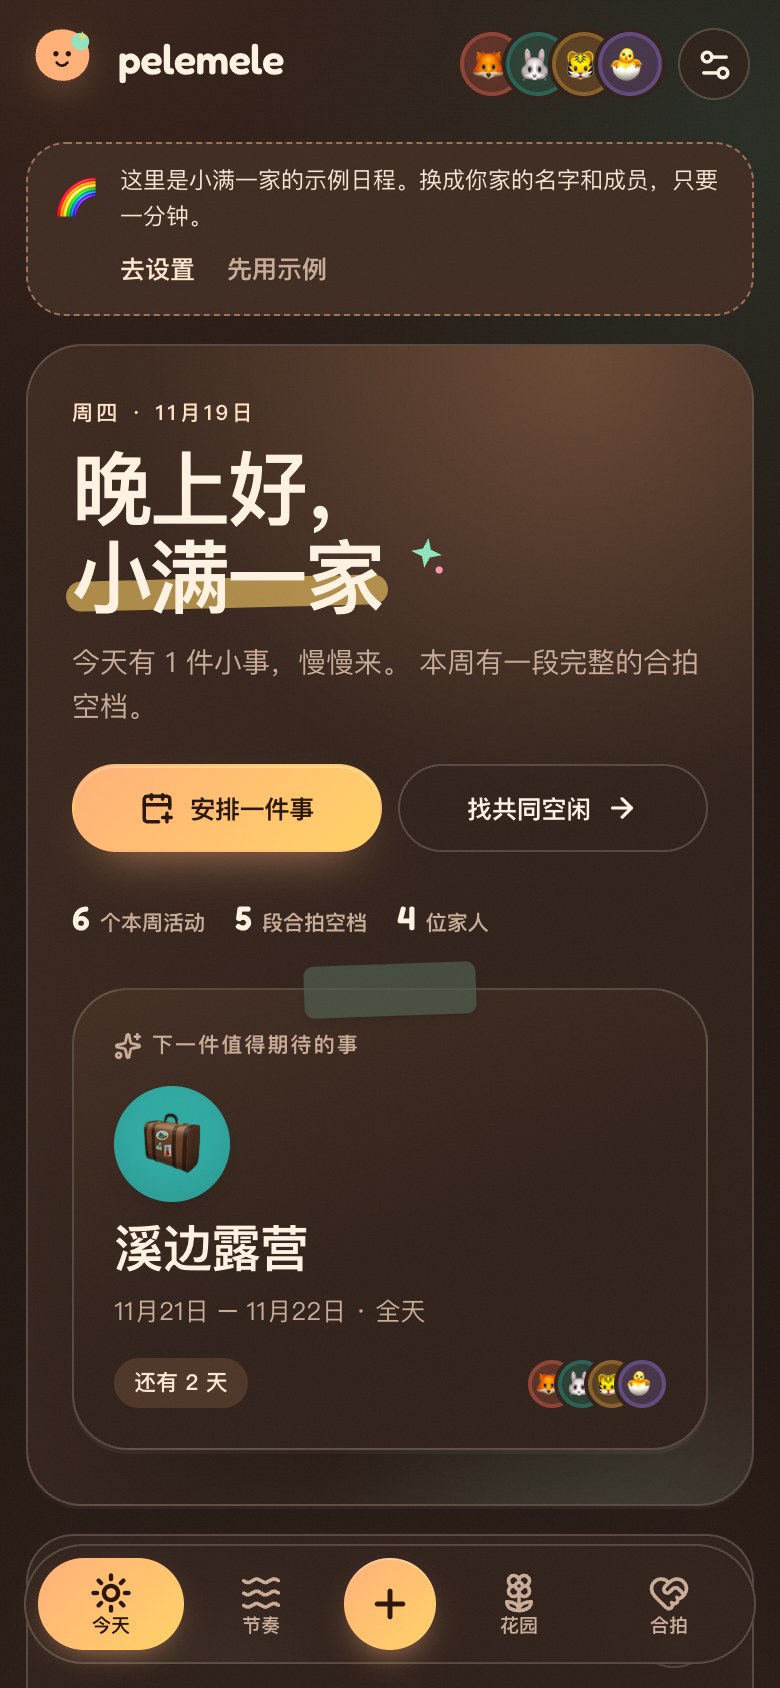 pelemele
这里是小满一家的示例日程。换成你家的名字和成员，只要
一分钟。
去设置 先用示例
周四 · 11月19日
晚上好，
小满一家
今天有 1 件小事，慢慢来。 本周有一段完整的合拍
空档。
安排一件事 找共同空闲
6 个本周活动 5 段合拍空档 4 位家人
下一件值得期待的事
溪边露营
11月21日 — 11月22日 · 全天
还有 2 天
今天 节奏 花园 合拍